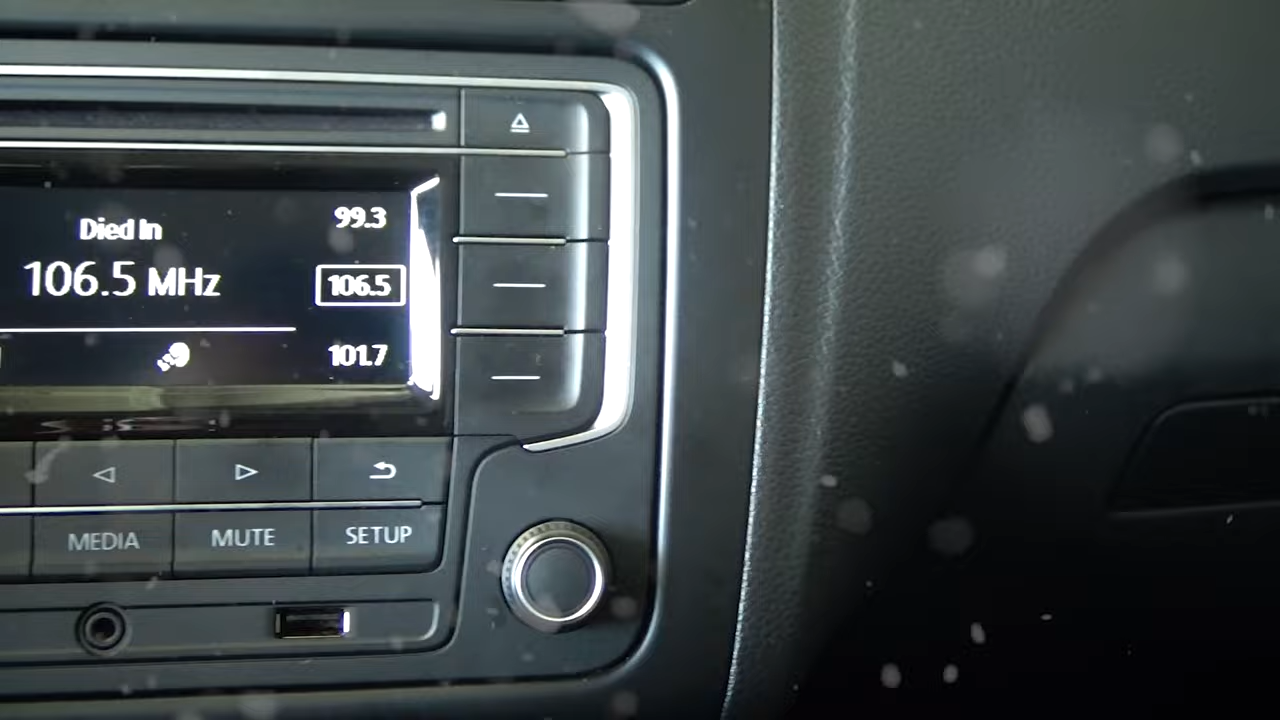 Died In
99.3
106.5 MHz
106.5
101.7
MEDIA
MUTE
SETUP